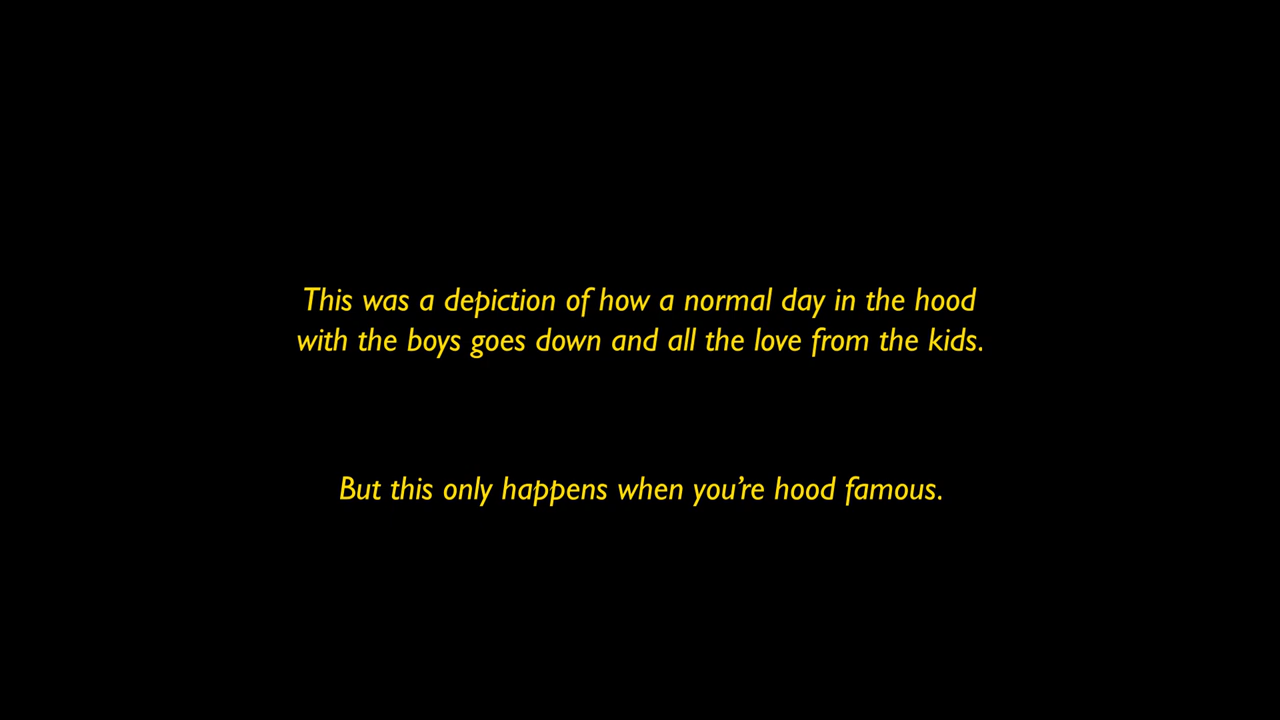 This was a depiction of how a normal day in the hood
with the boys goes down and all the love from the kids.
But this only happens when you’re hood famous.